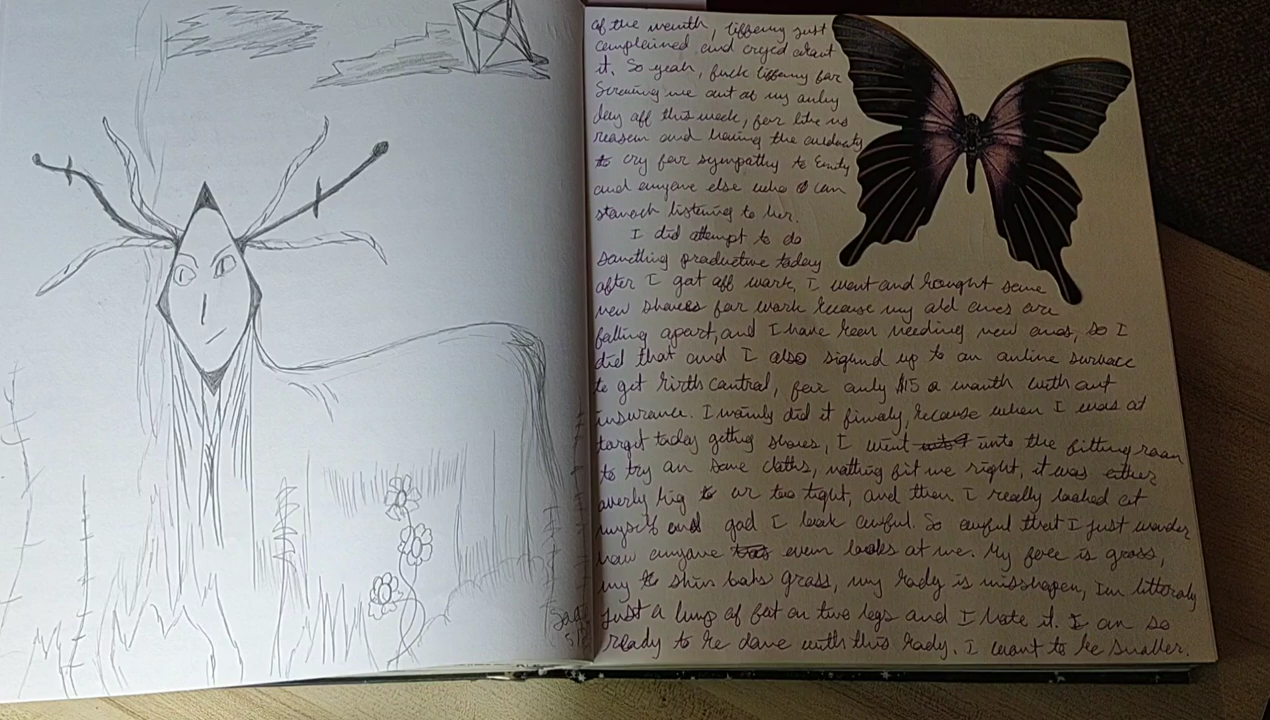 of the month, tiffany just
complained and cryed about
it. So yeah, fuck tiffany for
Screwing me out of my only
day off this week, for like no
reason and having the audacity
to cry for sympathy to Emily
and anyone else who can
stanoch listening to her.
I did attempt to do
something productive today
after I got off work, I went and bought some
new shoes for work because my old ones are
falling apart, and I have been needing new ones, so I
did that and I also signed up to an online survace
to get birth control, for only $15 a month with out
insurance. I mainly did it finaly, because when I was at
target today getting shoes, I went into the fitting room
to try on some cloths, nothing fit me right, it was either
overly big or too tight, and then I really looked at
myself and god I look awful. So awful that I just wonder
how anyone even looks at me. My face is gross,
my skin looks gross, my body is misshapen, I'm litteraly
just a lump of fat on two legs and I hate it. I am so
ready to be done with this body. I want to be smaller.